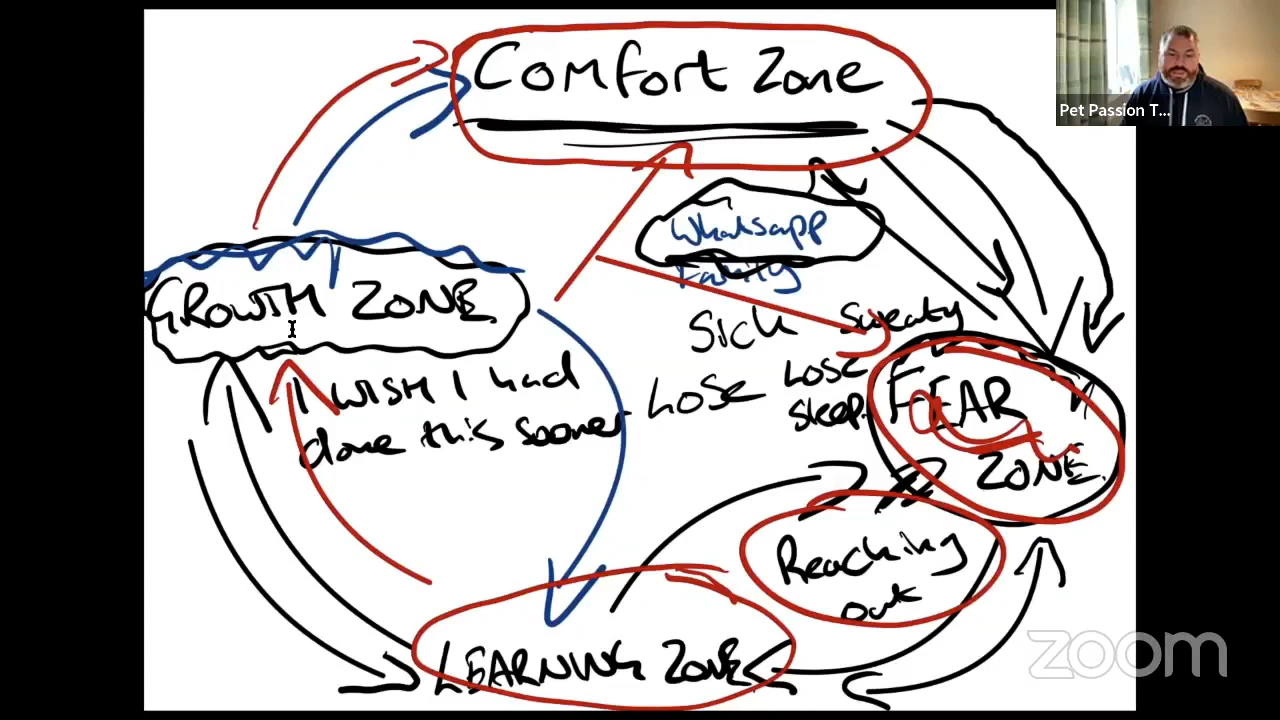 Comfort Zone
Pet Passion T...
Whatsapp
Family
GROWTH ZONE
Sick
Sweaty
I WISH I had
done this sooner
Lose
Lose
sleep.
FEAR
ZONE.
Reaching
out
LEARNING ZONE
zoom